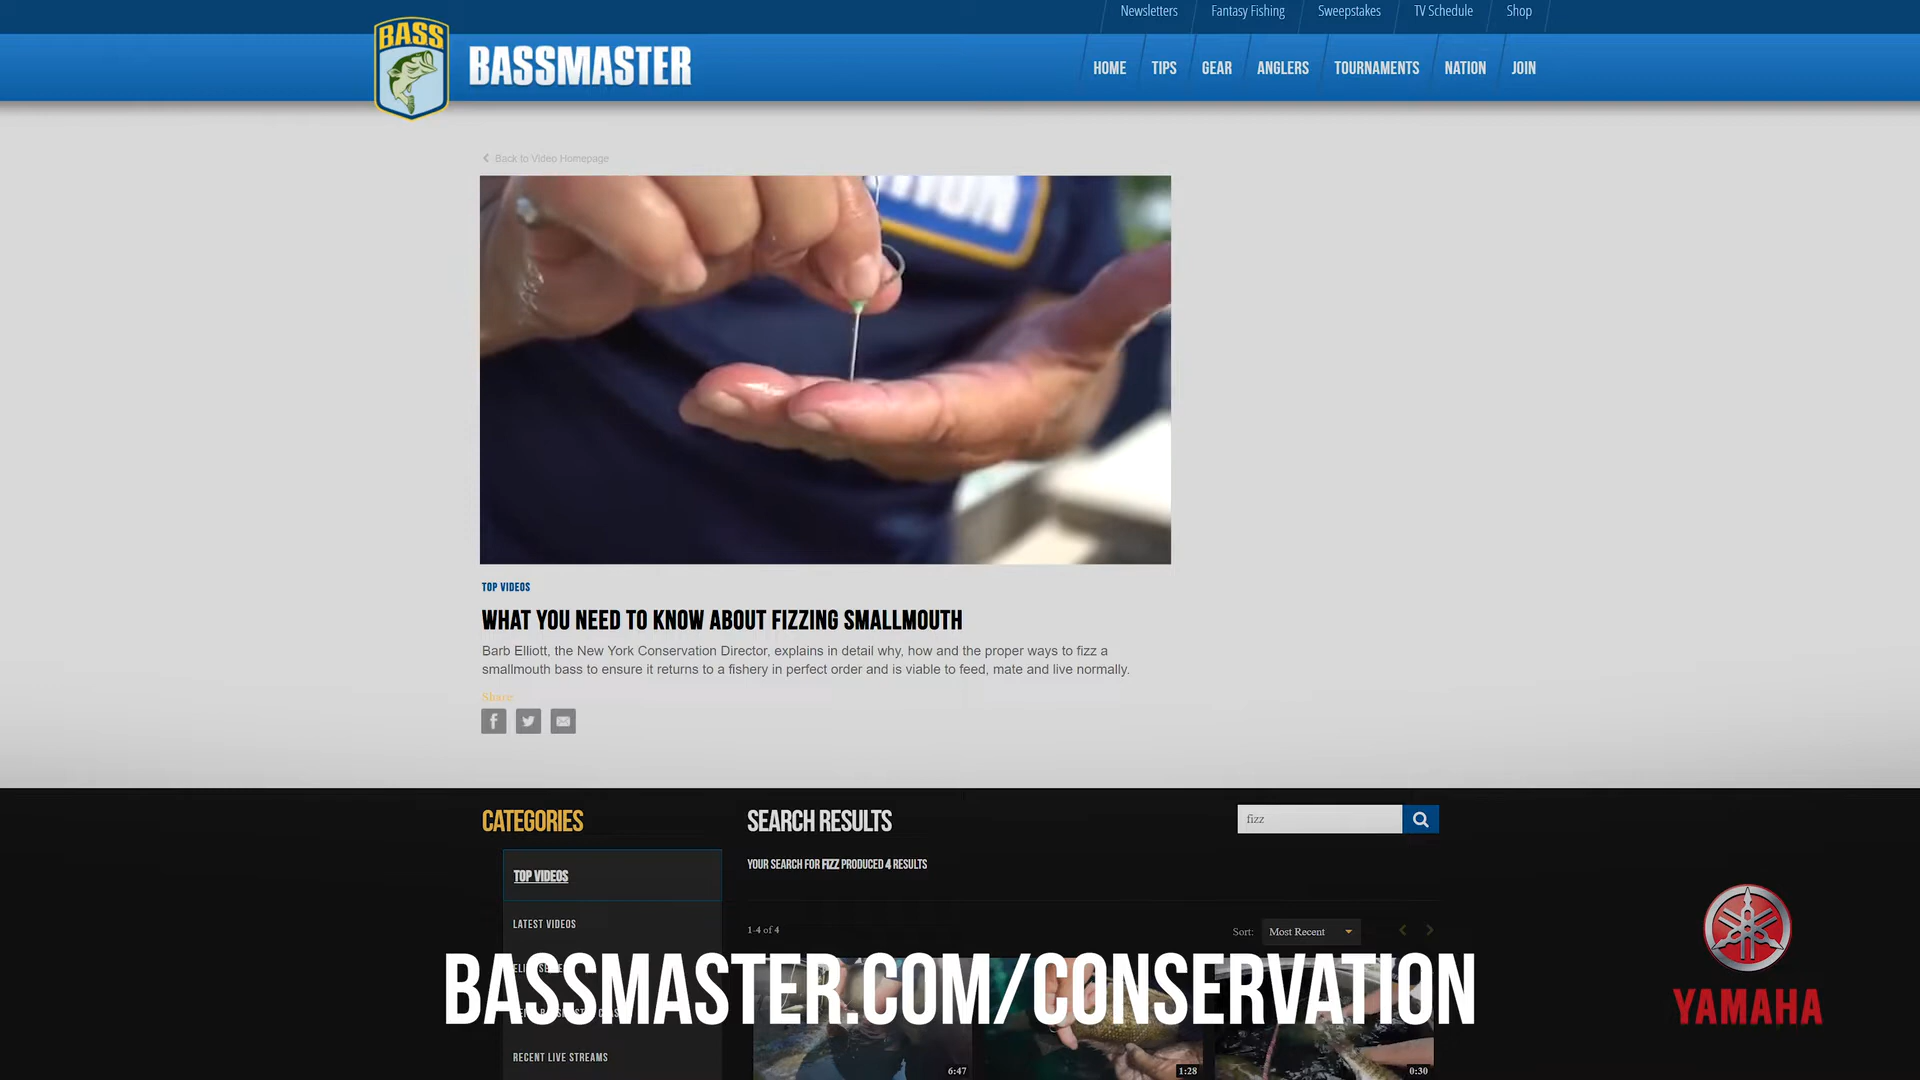 Newsletters
Fantasy Fishing
Sweepstakes
TV Schedule
Shop
BASS
BASSMASTER
HOME
TIPS
GEAR
ANGLERS
TOURNAMENTS
NATION
JOIN
Back to Video Homepage
TOP VIDEOS
WHAT YOU NEED TO KNOW ABOUT FIZZING SMALLMOUTH
Barb Elliott, the New York Conservation Director, explains in detail why, how and the proper ways to fizz a
smallmouth bass to ensure it returns to a fishery in perfect order and is viable to feed, mate and live normally.
Share
CATEGORIES
SEARCH RESULTS
fizz
TOP VIDEOS
YOUR SEARCH FOR FIZZ PRODUCED 4 RESULTS
LATEST VIDEOS
1-4 of 4
Sort:
Most Recent
BASSMASTER.COM/CONSERVATION
YAMAHA
RECENT LIVE STREAMS
6:47
1:28
0:30